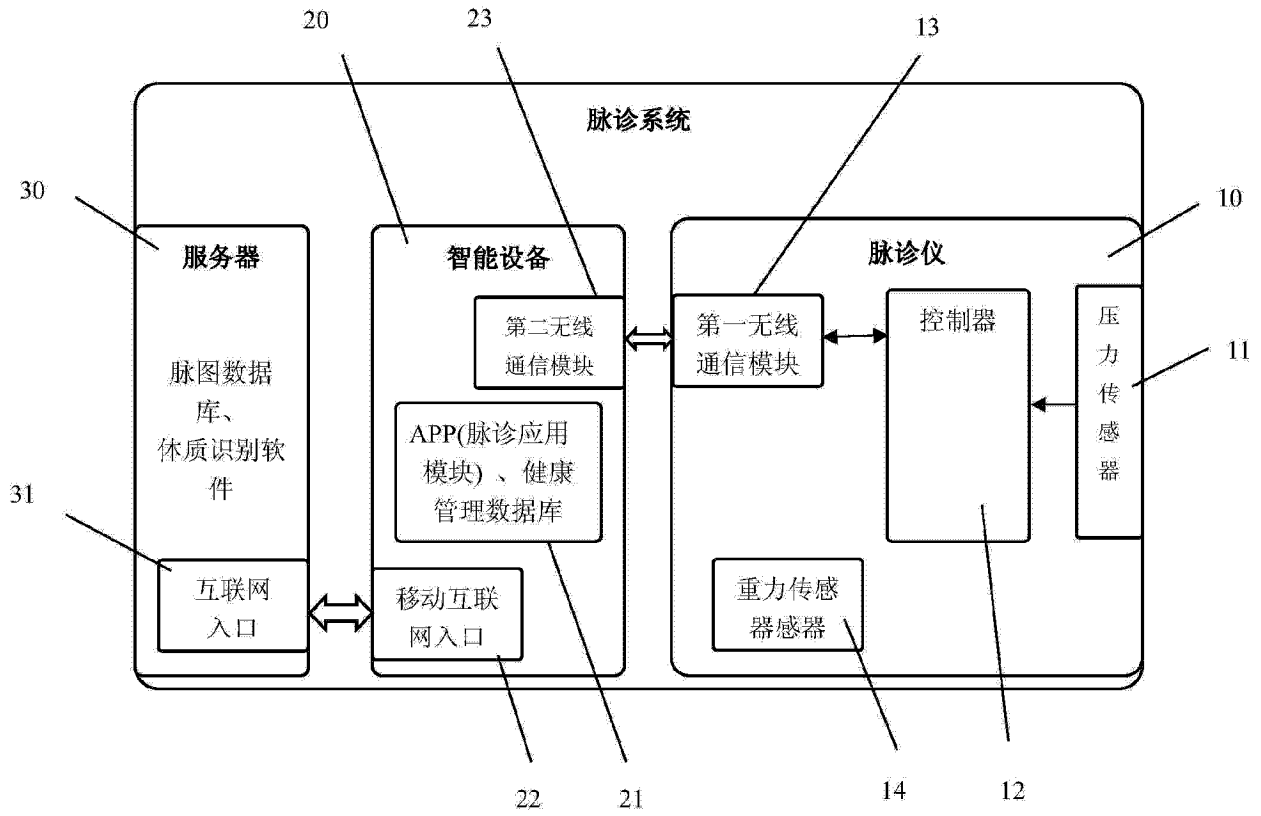 20
23
13
脉诊系统
30
10
服务器
智能设备
脉诊仪
第二无线
通信模块
第一无线
通信模块
控制器
压
力
传
感
器
11
脉图数据
库、
体质识别软
件
APP(脉诊应用
模块) 、健康
管理数据库
31
互联网
入口
移动互联
网入口
重力传感
器感器
22
21
14
12